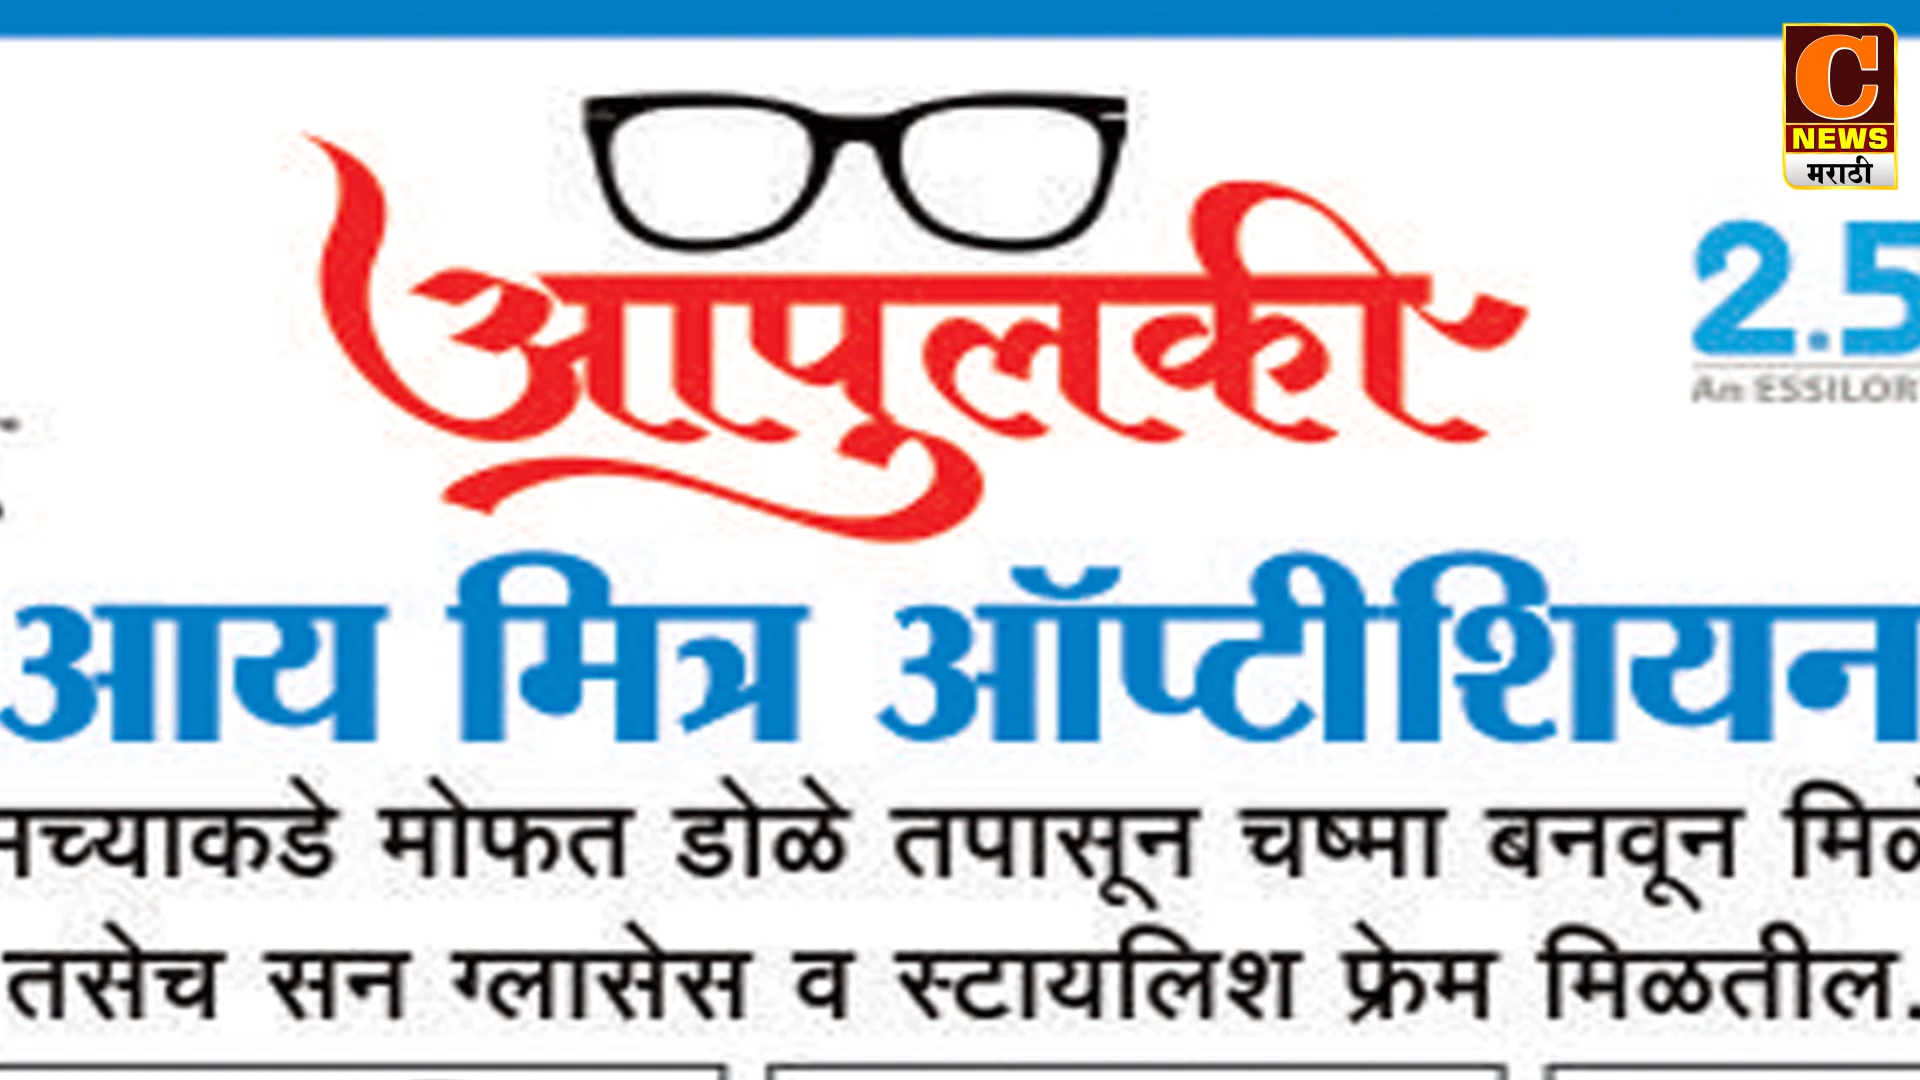 C
NEWS
मराठी
आपुलकी
2.5
An ESSILOR
आय मित्र ऑप्टीशियन
मच्याकडे मोफत डोळे तपासून चष्मा बनवून
तसेच सन ग्लासेस व स्टायलिश फ्रेम मिळतील.